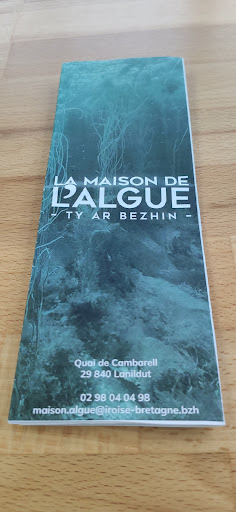 LA MAISON DE
L'ALGUE
- TY AR BEZHIN -
Quai de Cambarell
29 840 Lanildut
02 98 04 04 98
maison.algue@iroise-bretagne.bzh